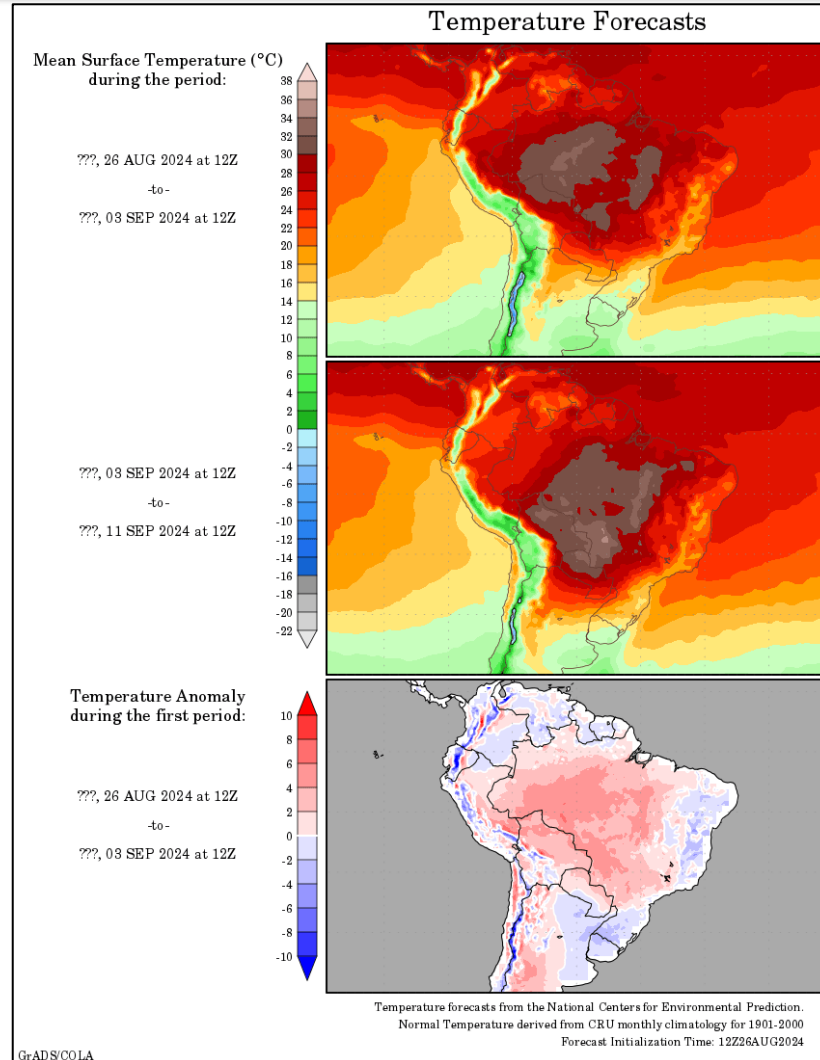 Temperature Forecasts
Mean Surface Temperature (°C)
during the period:
???, 26 AUG 2024 at 12Z
-to-
???, 03 SEP 2024 at 12Z
38
36
34
32
30
28
26
24
22
20
18
16
14
12
10
8
6
4
2
0
-2
-4
-6
-8
-10
-12
-14
-16
-18
-20
-22
???, 03 SEP 2024 at 12Z
-to-
???, 11 SEP 2024 at 12Z
Temperature Anomaly
during the first period:
???, 26 AUG 2024 at 12Z
-to-
???, 03 SEP 2024 at 12Z
10
8
6
4
2
0
-2
-4
-6
-8
-10
Temperature forecasts from the National Centers for Environmental Prediction.
Normal Temperature derived from CRU monthly climatology for 1901-2000
Forecast Initialization Time: 12Z26AUG2024
GrADS/COLA